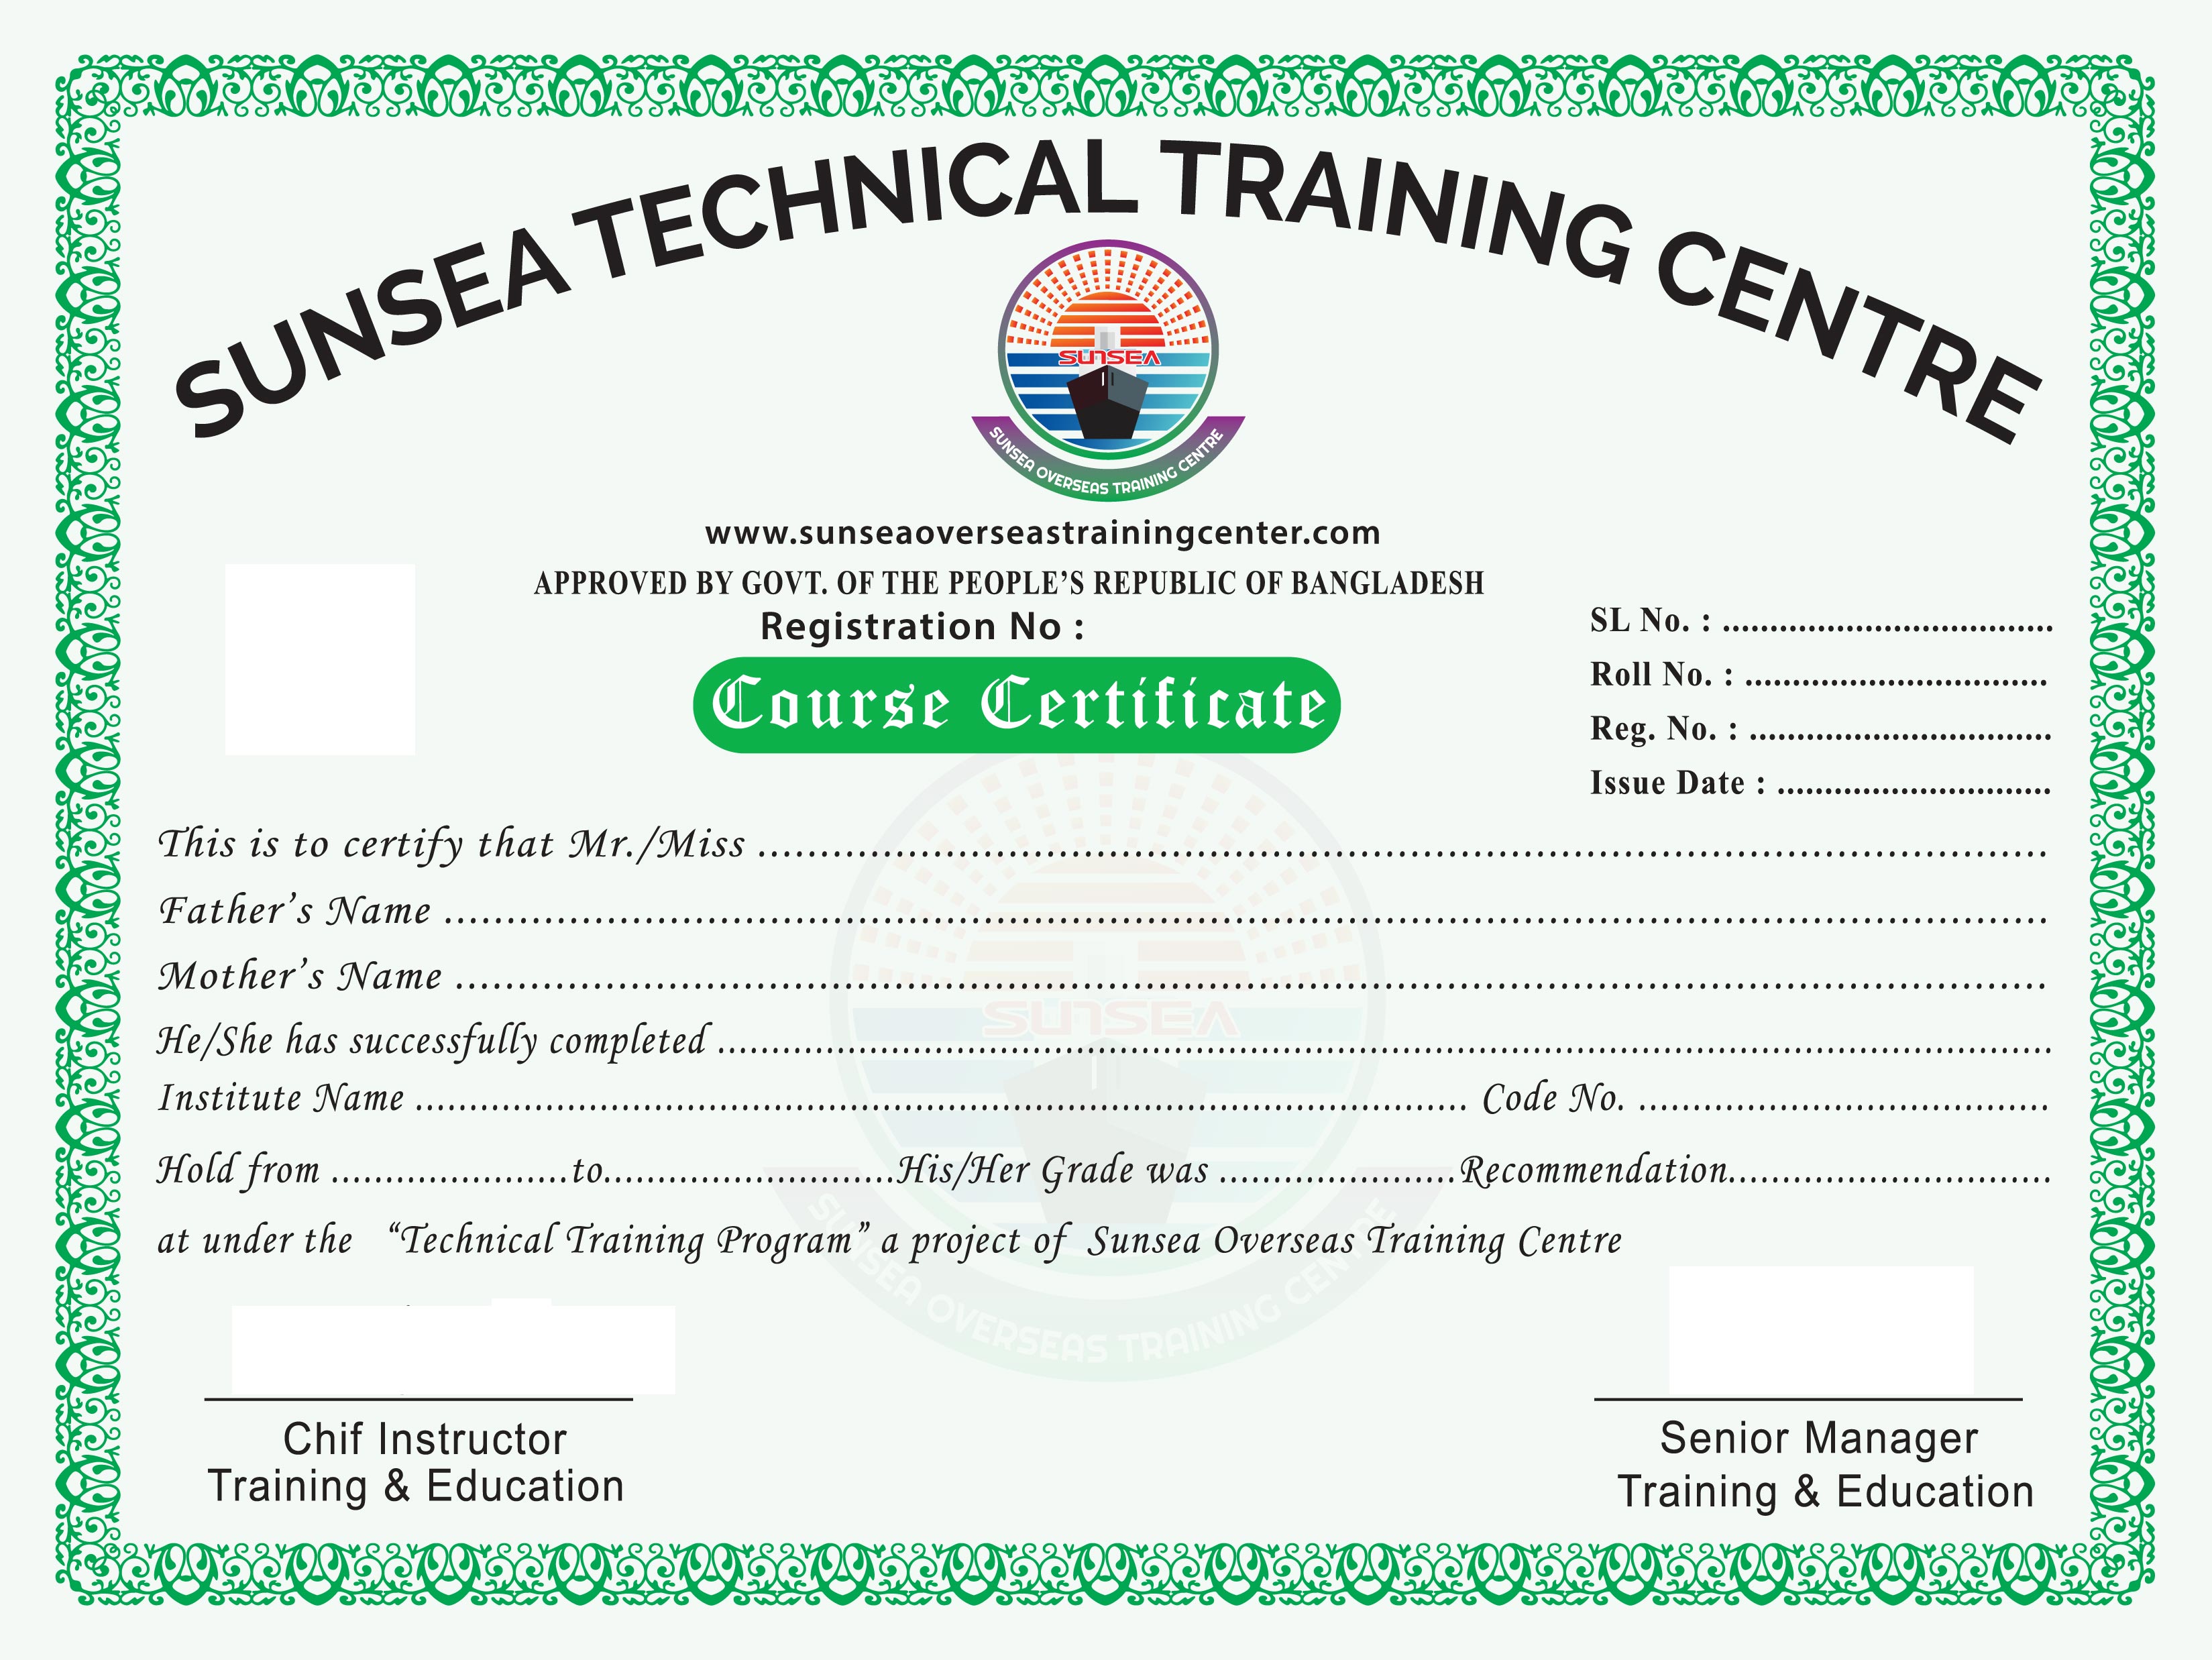 SUNSEA TECHNICAL TRAINING CENTRE
SUNSEA
SUNSEA OVERSEAS TRAINING CENTRE
www.sunseaoverseastrainingcenter.com
APPROVED BY GOVT. OF THE PEOPLE'S REPUBLIC OF BANGLADESH
Registration No :
Course Certificate
SL No. : ..................................
Roll No. : ................................
Reg. No. : ................................
Issue Date : .............................
This is to certify that Mr./Miss ..........................................................................................
Father's Name ..........................................................................................
Mother's Name ..........................................................................................
He/She has successfully completed ..........................................................................................
Institute Name .......................................................................... Code No. ......................................
Hold from ......................to...........................His/Her Grade was ......................Recommendation..............................
at under the "Technical Training Program" a project of Sunsea Overseas Training Centre
SUNSEA
SUNSEA OVERSEAS TRAINING CENTRE
Chif Instructor
Training & Education
Senior Manager
Training & Education